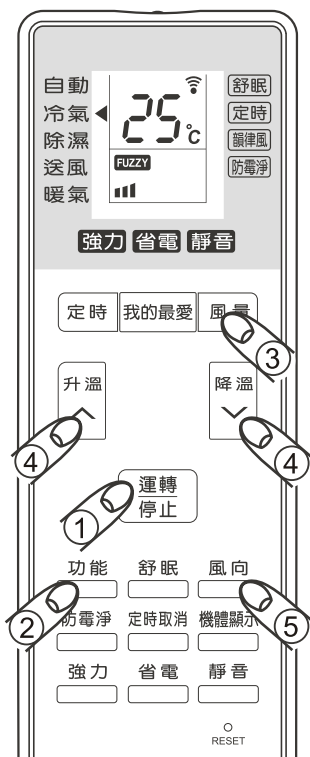 自動 舒眠
冷氣 25℃ 定時
除濕 韻律風
送風 FUZZY 防霉淨
暖氣
強力 省電 靜音
定時 我的最愛 風量
③
升溫 降溫
④ ④
運轉
停止
①
功能 舒眠 風向
② ⑤
防霉淨 定時取消 機體顯示
強力 省電 靜音
RESET